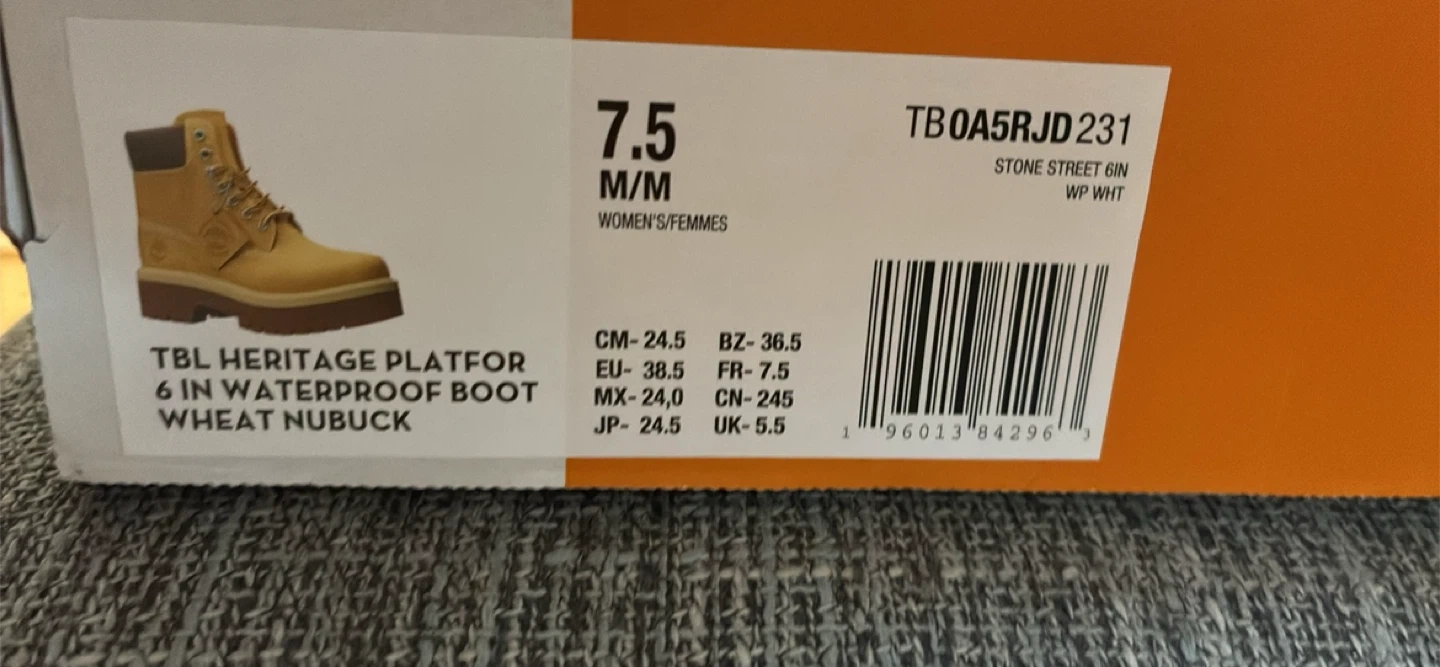 TBL HERITAGE PLATFOR
6 IN WATERPROOF BOOT
WHEAT NUBUCK
7.5
M/M
WOMEN'S/FEMMES
CM- 24.5 BZ- 36.5
EU- 38.5 FR- 7.5
MX- 24,0 CN- 245
JP- 24.5 UK- 5.5
TB0A5RJD231
STONE STREET 6IN
WP WHT
1 96013 84296 3